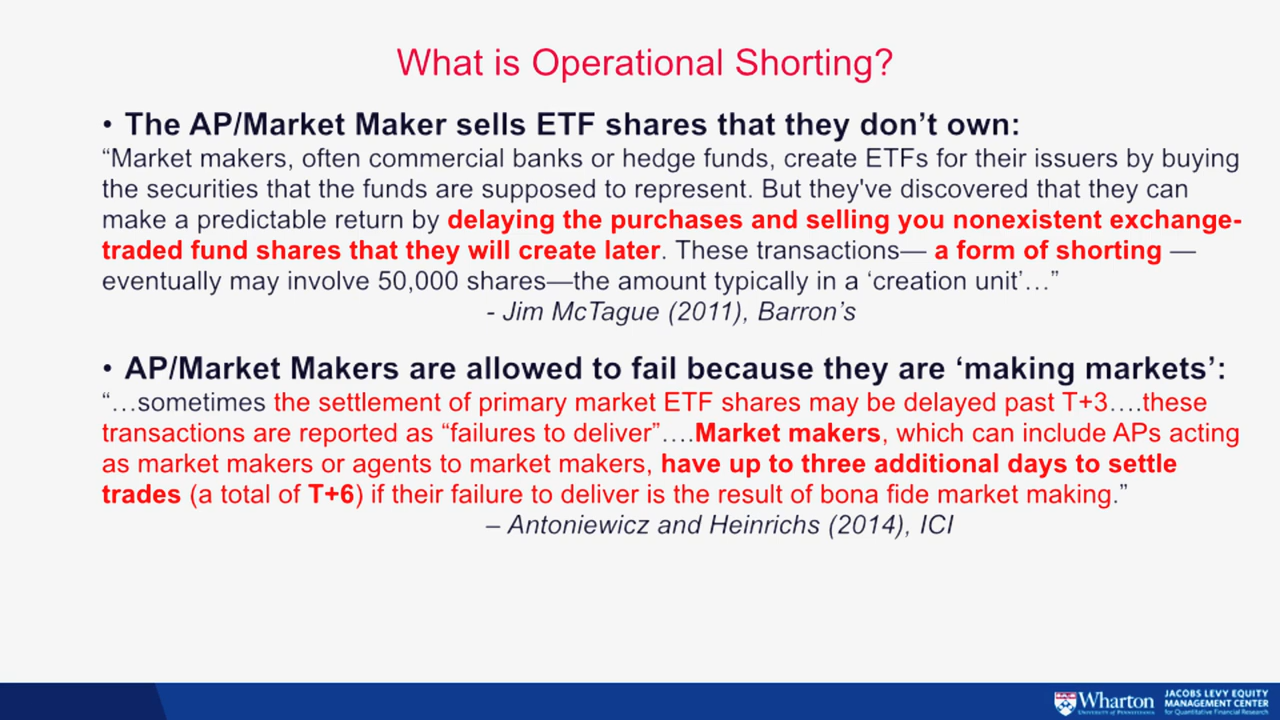 What is Operational Shorting?
• The AP/Market Maker sells ETF shares that they don’t own:
“Market makers, often commercial banks or hedge funds, create ETFs for their issuers by buying
the securities that the funds are supposed to represent. But they've discovered that they can
make a predictable return by delaying the purchases and selling you nonexistent exchange-
traded fund shares that they will create later. These transactions— a form of shorting —
eventually may involve 50,000 shares—the amount typically in a ‘creation unit’…”
- Jim McTague (2011), Barron’s
• AP/Market Makers are allowed to fail because they are ‘making markets’:
“…sometimes the settlement of primary market ETF shares may be delayed past T+3….these
transactions are reported as “failures to deliver”….Market makers, which can include APs acting
as market makers or agents to market makers, have up to three additional days to settle
trades (a total of T+6) if their failure to deliver is the result of bona fide market making.”
– Antoniewicz and Heinrichs (2014), ICI
Wharton
UNIVERSITY of PENNSYLVANIA
JACOBS LEVY EQUITY
MANAGEMENT CENTER
for Quantitative Financial Research